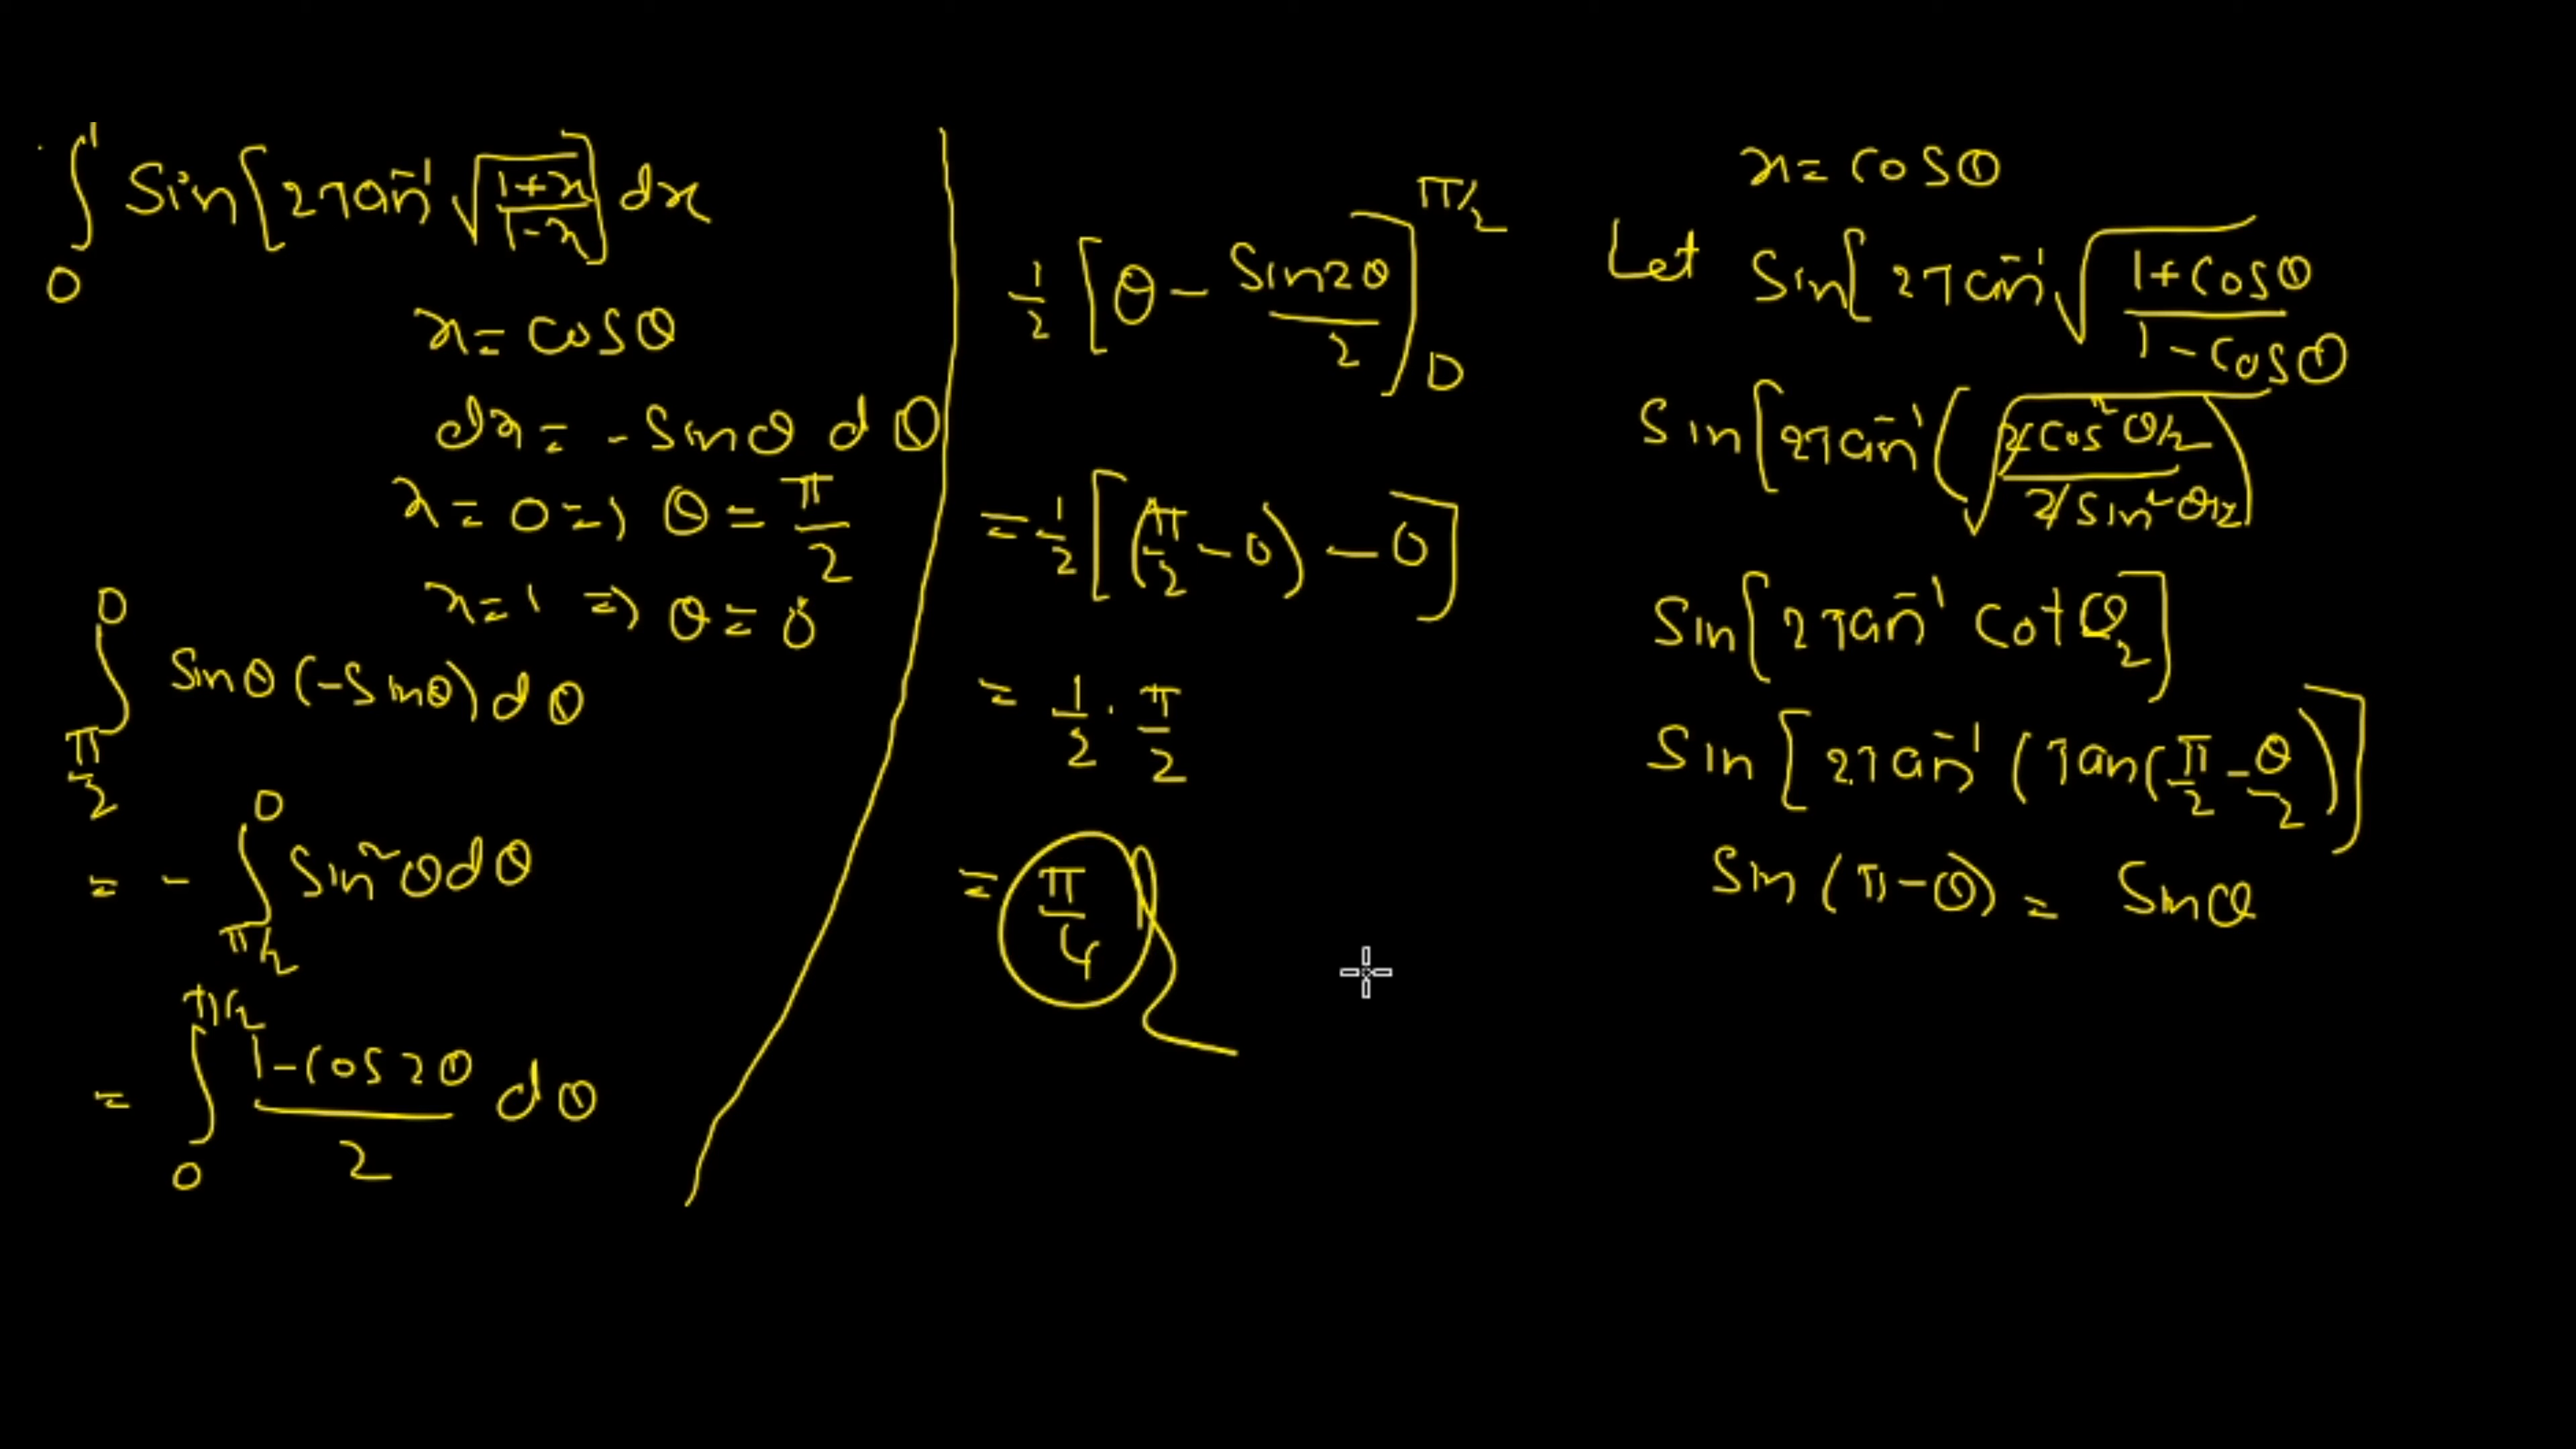 ∫₀¹ Sin[2Tan⁻¹ √((1+x)/(1-x))] dx
x = cosθ
dx = -sinθ dθ
x = 0 => θ = π/2
x = 1 => θ = 0
∫_{π/2}^{0} sinθ (-sinθ) dθ
= - ∫_{π/2}^{0} Sin²θ dθ
= ∫₀^{π/2} (1-cos2θ)/2 dθ
1/2 [θ - Sin2θ/2]₀^{π/2}
= 1/2 [(π/2 - 0) - 0]
= 1/2 · π/2
= π/4
x = cosθ
Let Sin[2Tan⁻¹ √((1+cosθ)/(1-cosθ))
Sin[2Tan⁻¹ (√(2cos²θ/2 / 2sin²θ/2)
Sin[2Tan⁻¹ cot θ/2]
Sin[2Tan⁻¹ (Tan(π/2 - θ/2)]
Sin(π-θ) = Sinθ